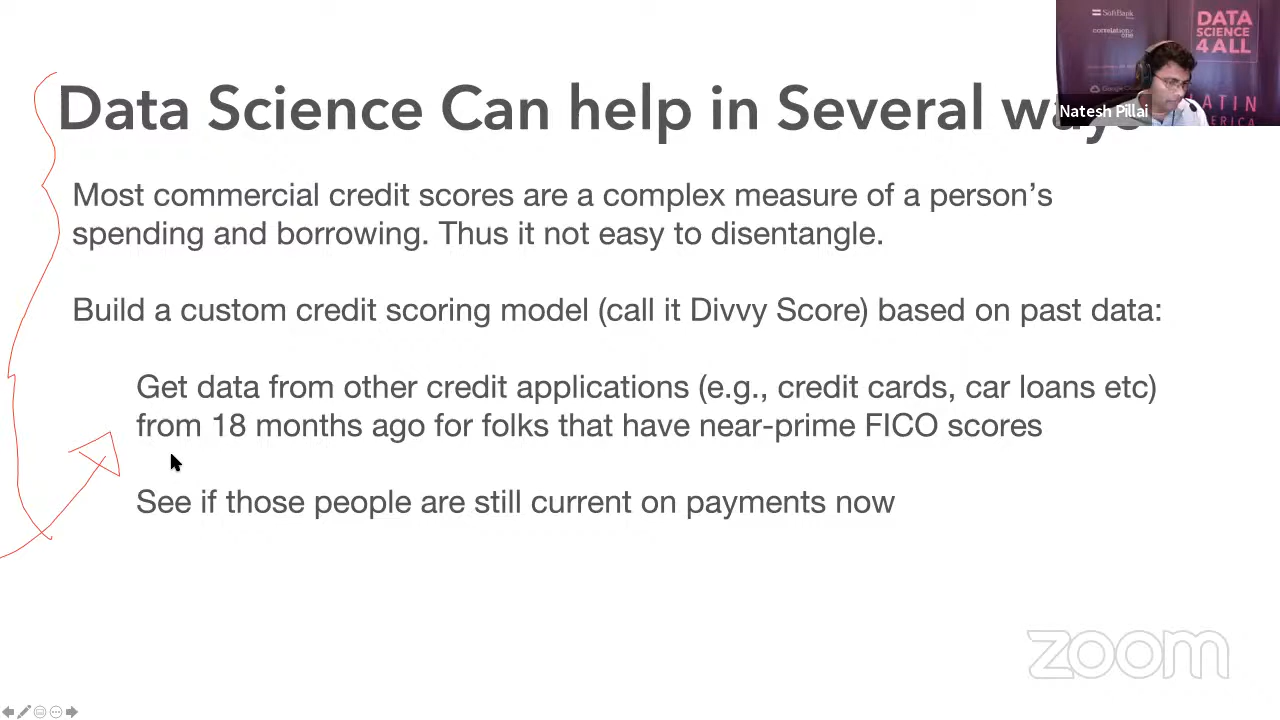 SoftBank
correlation one
DATA
SCIENCE
4 ALL
Data Science Can help in Several ways
Natesh Pillai
LATIN
Most commercial credit scores are a complex measure of a person’s
spending and borrowing. Thus it not easy to disentangle.
Build a custom credit scoring model (call it Divvy Score) based on past data:
Get data from other credit applications (e.g., credit cards, car loans etc)
from 18 months ago for folks that have near-prime FICO scores
See if those people are still current on payments now
zoom